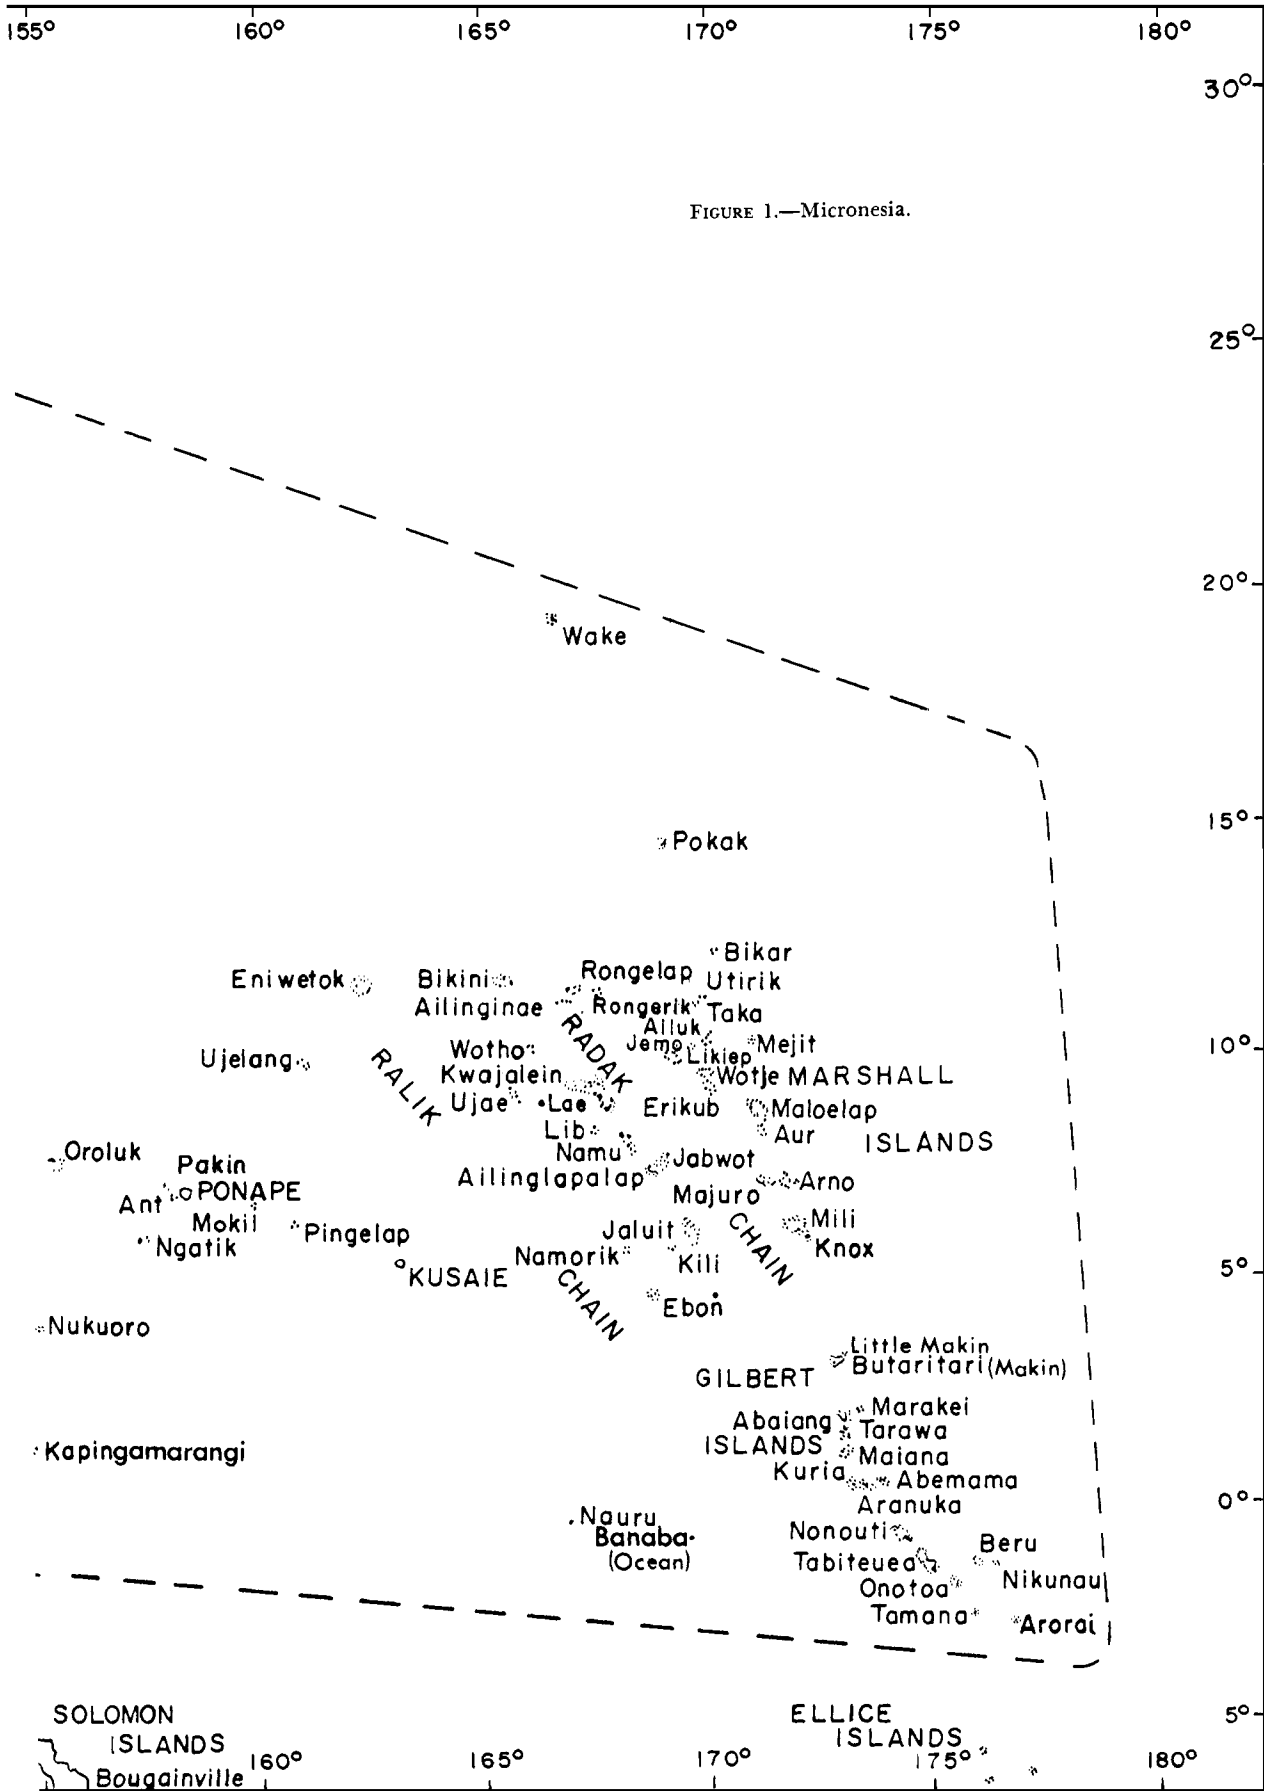 155° 160° 165° 170° 175° 180°
30°
FIGURE 1.—Micronesia.
25°
20°
Wake
15°
Pokak
Bikar
Rongelap
Eniwetok
Bikini
Utirik
Ailinginae
Rongerik
Taka
Ailuk
RADAK
Jemo
Mejit
10°
Wotho
Likiep
Ujelang
RALIK
Kwajalein
Wotje
MARSHALL
Ujae
Lae
Erikub
Maloelap
Lib
Aur
ISLANDS
Oroluk
Namu
Jabwot
Pakin
Ailinglapalap
Arno
PONAPE
Majuro
Ant
Mokil
Pingelap
Jaluit
CHAIN
Mili
Ngatik
Namorik
Kili
Knox
5°
KUSAIE
CHAIN
Ebon
Nukuoro
Little Makin
Butaritari (Makin)
GILBERT
Marakei
Abaiang
Tarawa
ISLANDS
Kapingamarangi
Maiana
Kuria
Abemama
0°
Aranuka
Nauru
Nonouti
Banaba
Beru
(Ocean)
Tabiteuea
Nikunau
Onotoa
Tamana
Arorai
SOLOMON
ELLICE
5°
ISLANDS
ISLANDS
160° 165° 170° 175° 180°
Bougainville